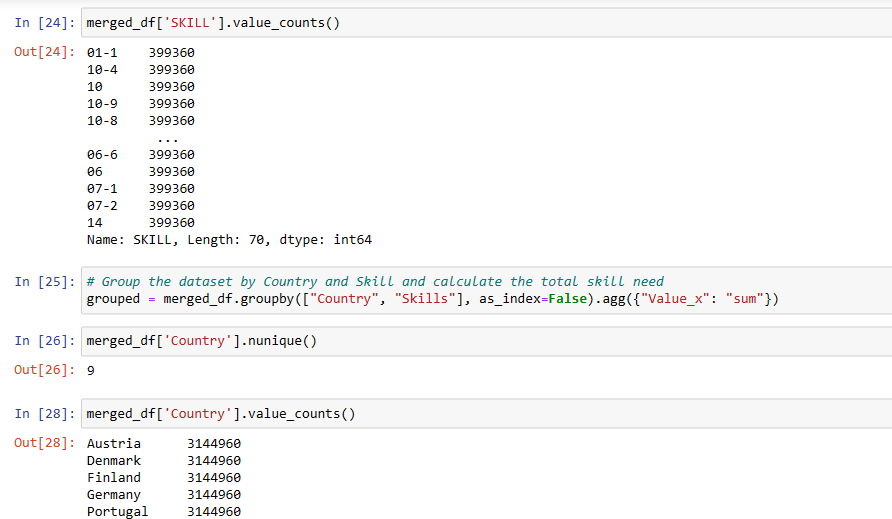 In [24]: merged_df['SKILL'].value_counts()
Out[24]: 01-1    399360
10-4    399360
10      399360
10-9    399360
10-8    399360
...
06-6    399360
06      399360
07-1    399360
07-2    399360
14      399360
Name: SKILL, Length: 70, dtype: int64
In [25]: # Group the dataset by Country and Skill and calculate the total skill need
grouped = merged_df.groupby(["Country", "Skills"], as_index=False).agg({"Value_x": "sum"})
In [26]: merged_df['Country'].nunique()
Out[26]: 9
In [28]: merged_df['Country'].value_counts()
Out[28]: Austria     3144960
Denmark     3144960
Finland     3144960
Germany     3144960
Portugal    3144960